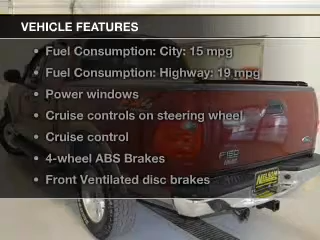 VEHICLE FEATURES
• Fuel Consumption: City: 15 mpg
• Fuel Consumption: Highway: 19 mpg
• Power windows
• Cruise controls on steering wheel
• Cruise control
• 4-wheel ABS Brakes
• Front Ventilated disc brakes
F150